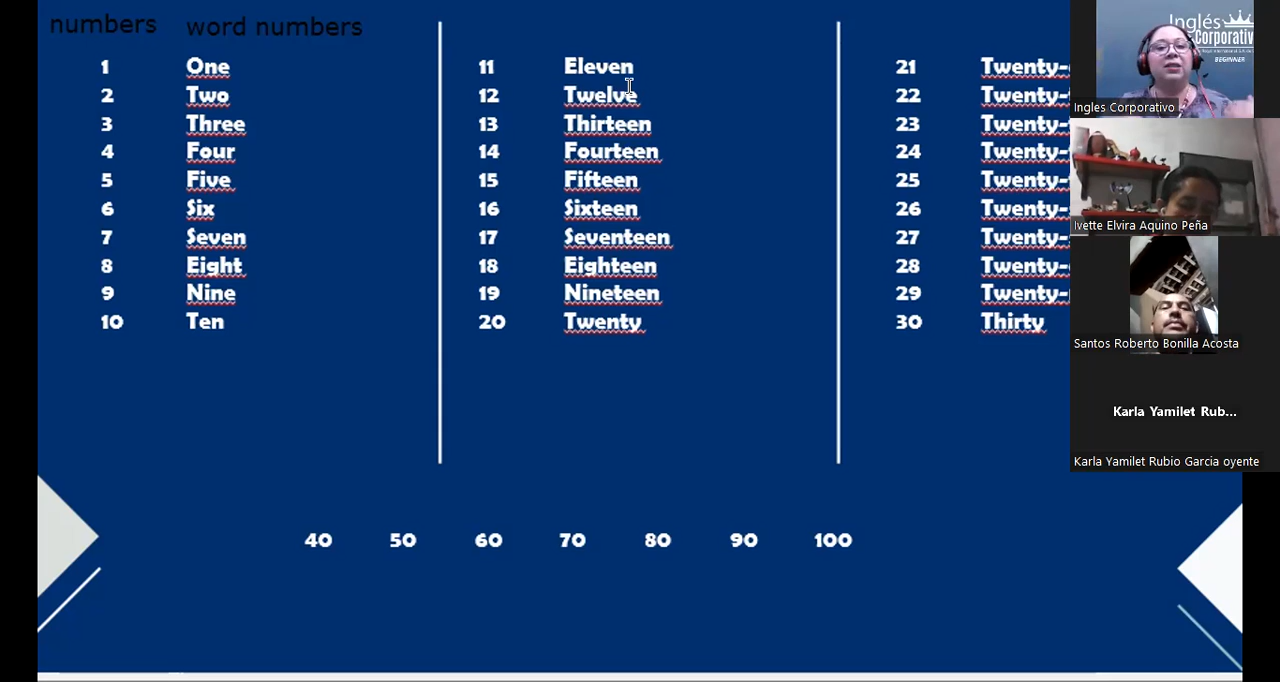 numbers word numbers
1 One
2 Two
3 Three
4 Four
5 Five
6 Six
7 Seven
8 Eight
9 Nine
10 Ten
11 Eleven
12 Twelve
13 Thirteen
14 Fourteen
15 Fifteen
16 Sixteen
17 Seventeen
18 Eighteen
19 Nineteen
20 Twenty
21 Twenty-
22 Twenty-
23 Twenty-
24 Twenty-
25 Twenty-
26 Twenty-
27 Twenty-
28 Twenty-
29 Twenty-
30 Thirty
40 50 60 70 80 90 100
Inglés
Corporativ
BEGINNER
Ingles Corporativo
Ivette Elvira Aquino Peña
Santos Roberto Bonilla Acosta
Karla Yamilet Rub...
Karla Yamilet Rubio Garcia oyente